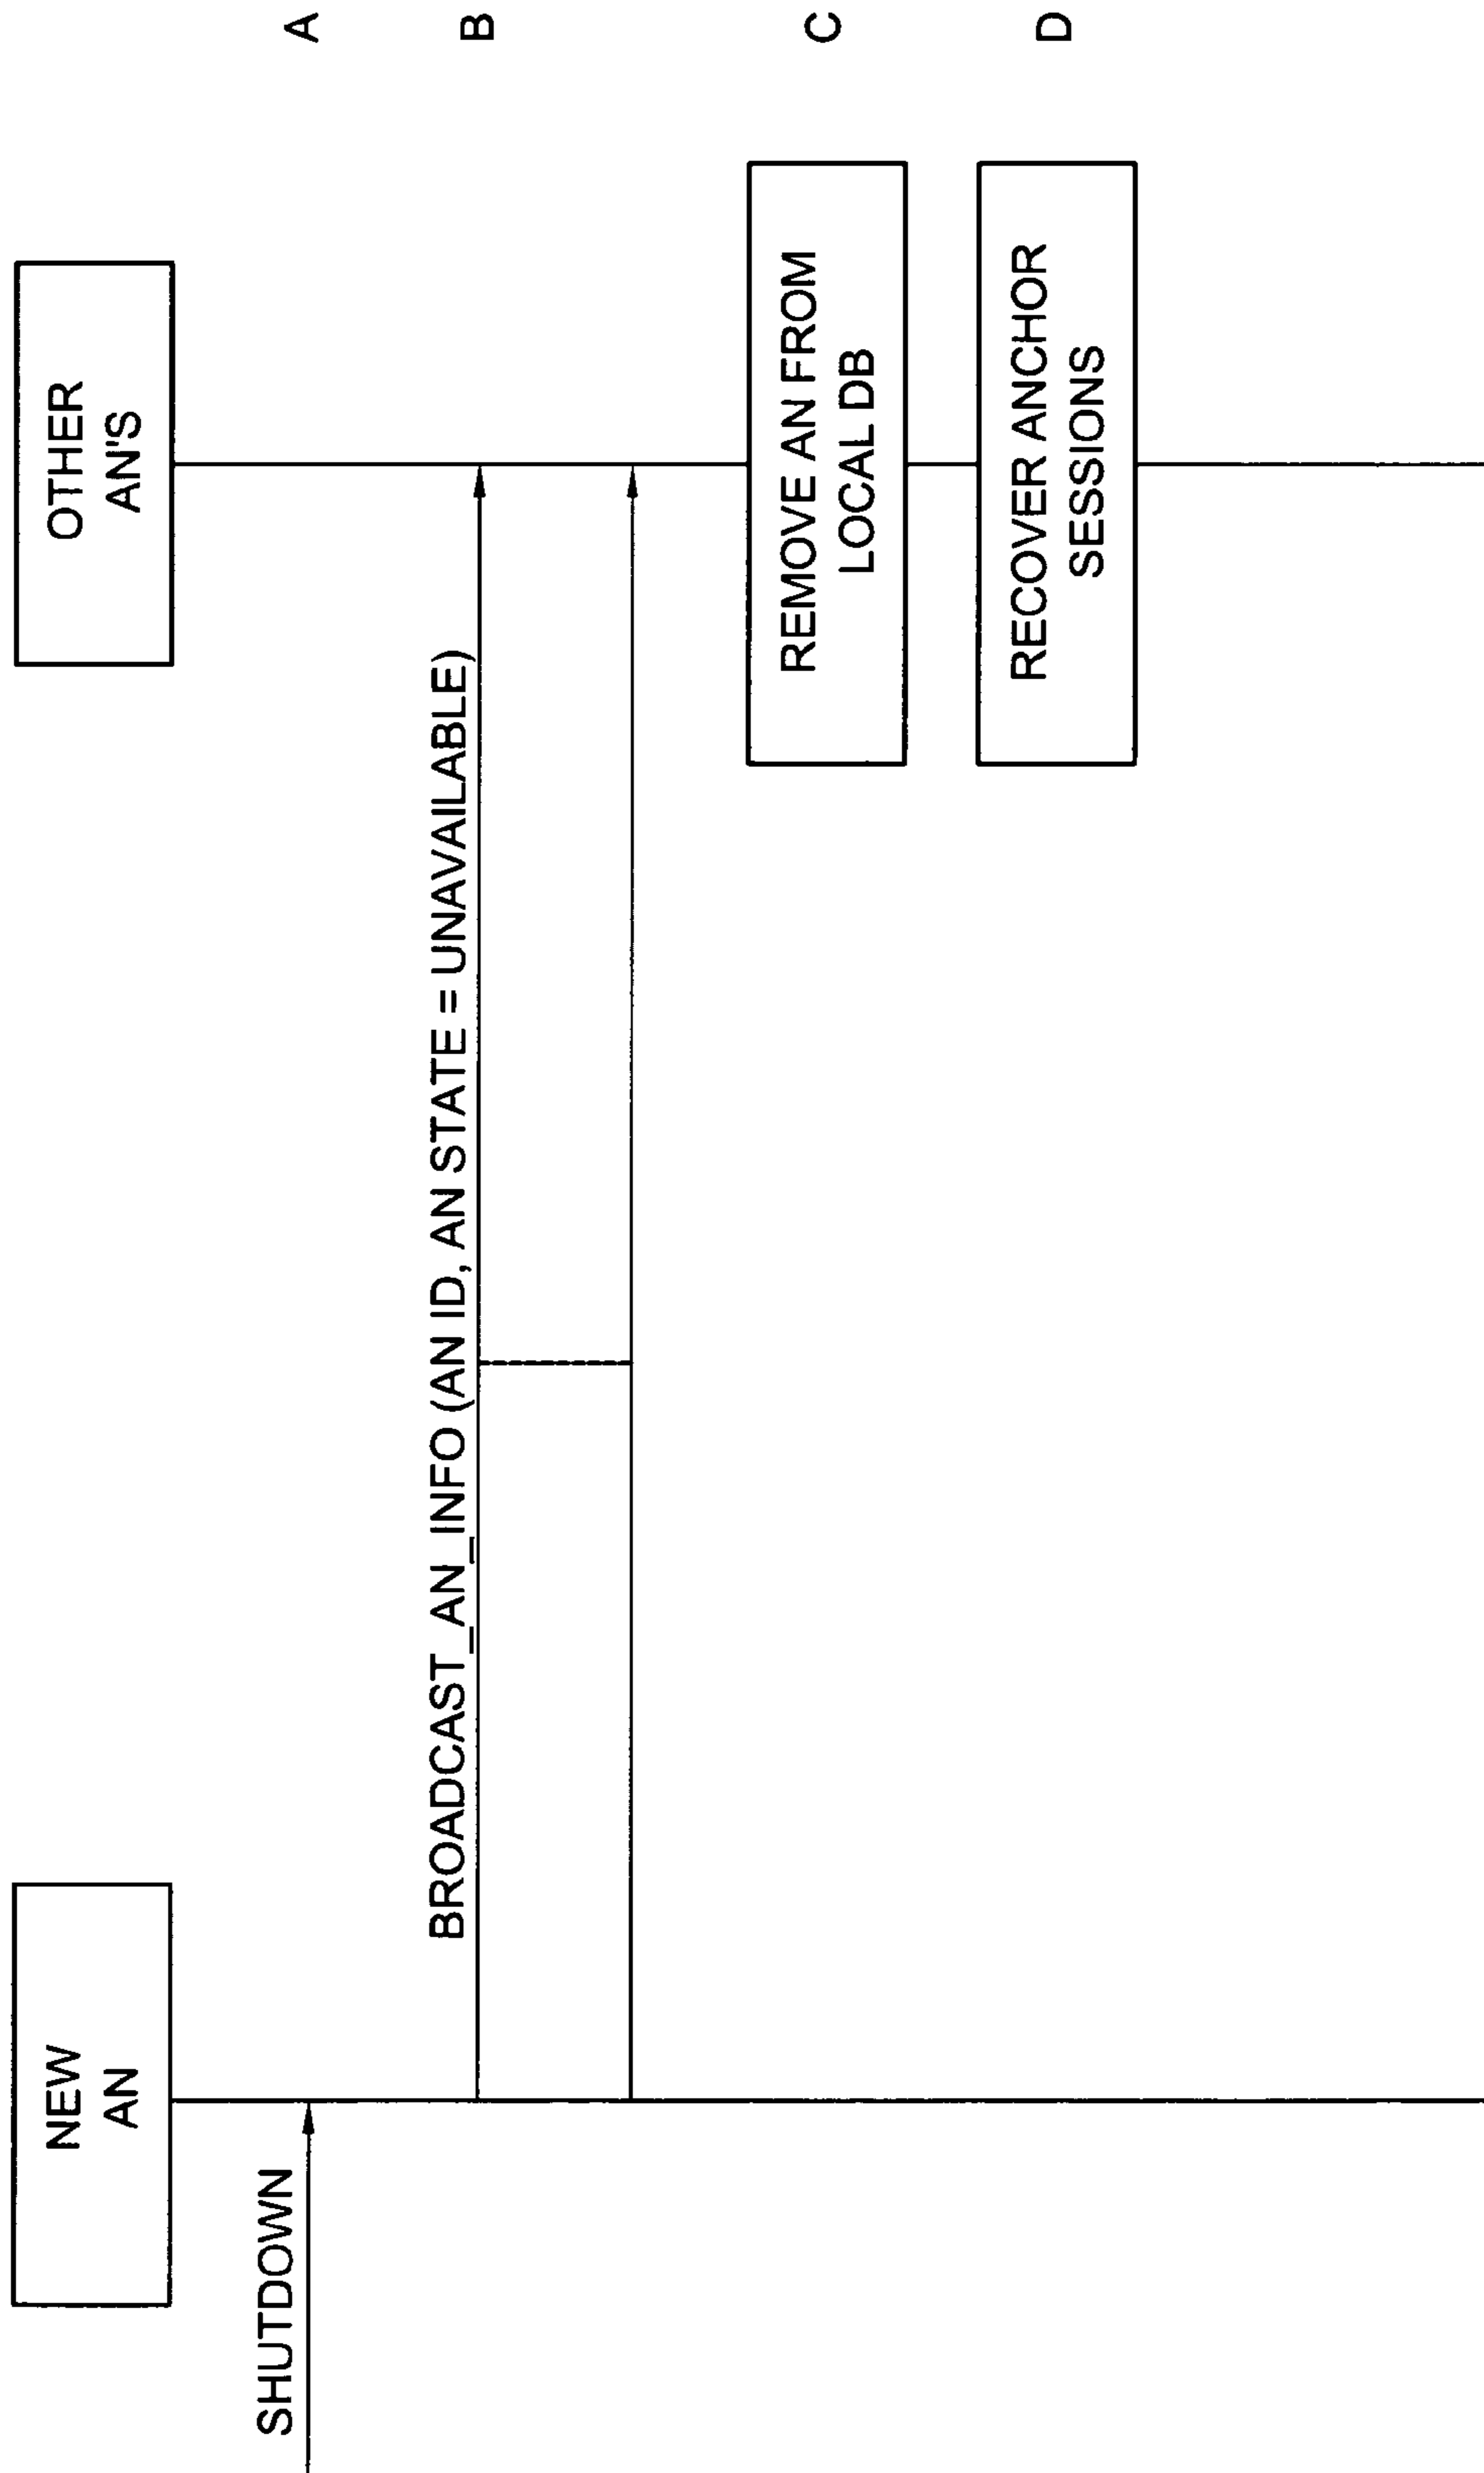 NEW
AN
OTHER
AN'S
SHUTDOWN
A
BROADCAST_AN_INFO (AN ID, AN STATE = UNAVAILABLE)
B
REMOVE AN FROM
LOCAL DB
C
RECOVER ANCHOR
SESSIONS
D